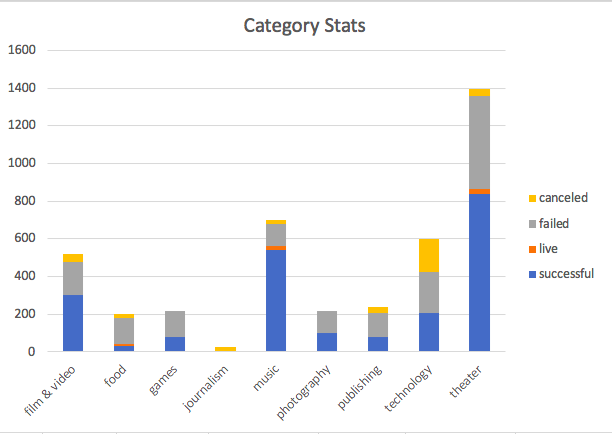 Category Stats
1600
1400
1200
1000
800
600
400
200
0
film & video
food
games
journalism
music
photography
publishing
technology
theater
canceled
failed
live
successful